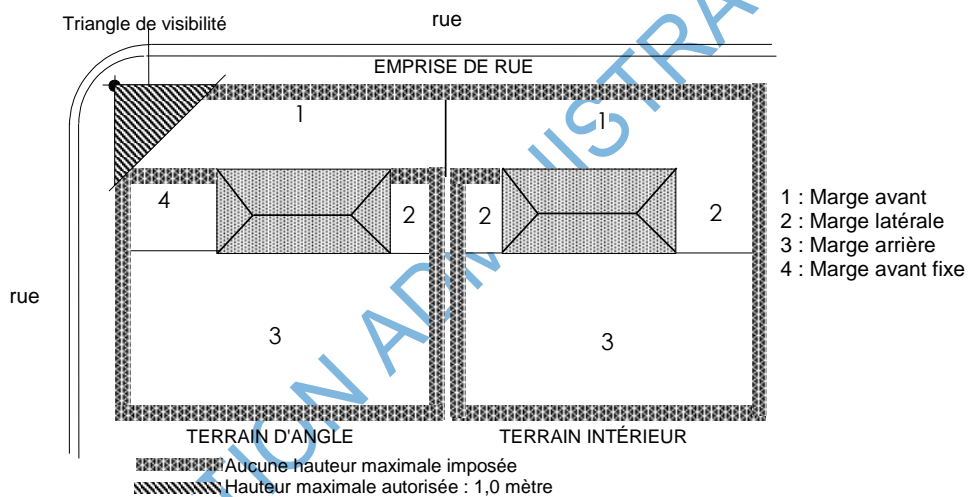 Triangle de visibilité
rue
EMPRISE DE RUE
1
1
4
2
2
2
1 : Marge avant
2 : Marge latérale
3 : Marge arrière
4 : Marge avant fixe
rue
3
3
TERRAIN D'ANGLE
TERRAIN INTÉRIEUR
Aucune hauteur maximale imposée
Hauteur maximale autorisée : 1,0 mètre